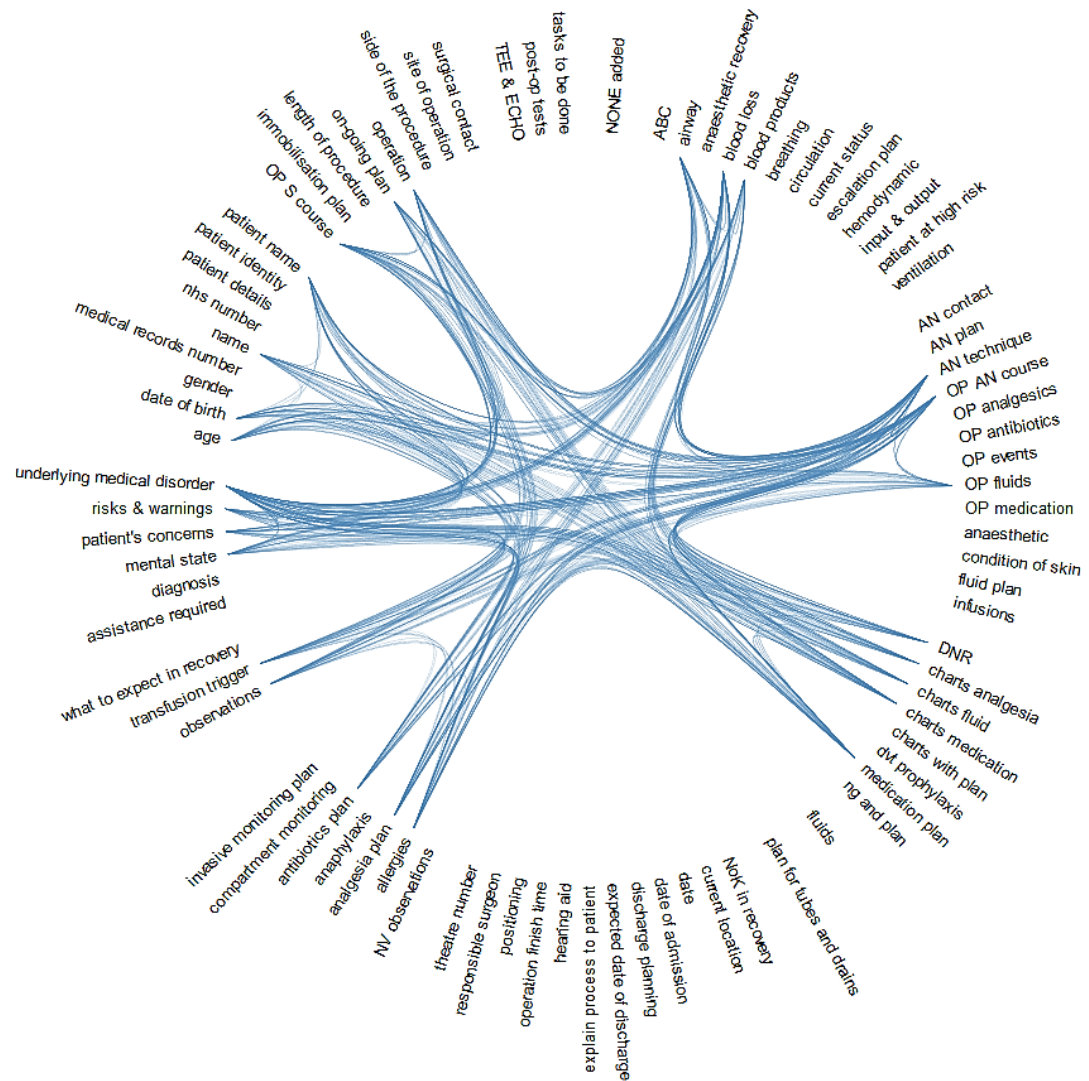 NONE added
ABC
airway
anaesthetic recovery
blood loss
blood products
breathing
circulation
current status
escalation plan
hemodynamic
input & output
patient at high risk
ventilation
AN contact
AN plan
AN technique
OP AN course
OP analgesics
OP antibiotics
OP events
OP fluids
OP medication
anaesthetic
condition of skin
fluid plan
infusions
DNR
charts analgesia
charts fluid
charts medication
charts with plan
dvt prophylaxis
medication plan
ng and plan
fluids
plan for tubes and drains
NoK in recovery
current location
date
date of admission
discharge planning
expected date of discharge
explain process to patient
hearing aid
operation finish time
positioning
responsible surgeon
theatre number
NV observations
allergies
analgesia plan
anaphylaxis
antibiotics plan
compartment monitoring
invasive monitoring plan
observations
transfusion trigger
what to expect in recovery
assistance required
diagnosis
mental state
patient's concerns
risks & warnings
underlying medical disorder
age
date of birth
gender
medical records number
name
nhs number
patient details
patient identity
patient name
OP S course
immobilisation plan
length of procedure
on-going plan
operation
side of the procedure
site of operation
surgical contact
TEE & ECHO
post-op tests
tasks to be done